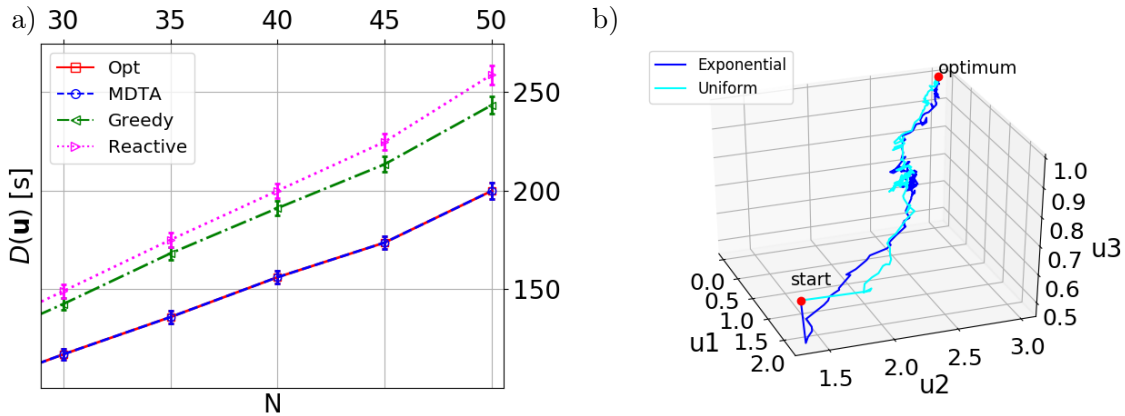 a)
30 35 40 45 50
Opt
MDTA
Greedy
Reactive
D(u) [s]
250
200
150
N
b)
Exponential
Uniform
optimum
start
1.0
0.9
0.8
0.7
0.6
0.5
u3
0.0
0.5
1.0
1.5
2.0
u1
1.5 2.0 2.5 3.0
u2